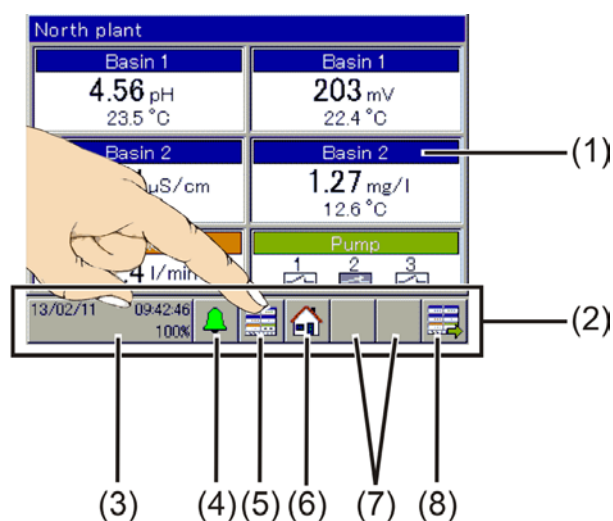 North plant
Basin 1
Basin 1
4.56 pH
203 mV
23.5 °C
22.4 °C
Basin 2
Basin 2
(1)
µS/cm
1.27 mg/l
12.6 °C
Pump
.4 l/min
1 2 3
13/02/11 09:42:46
100%
(2)
(3) (4) (5) (6) (7) (8)